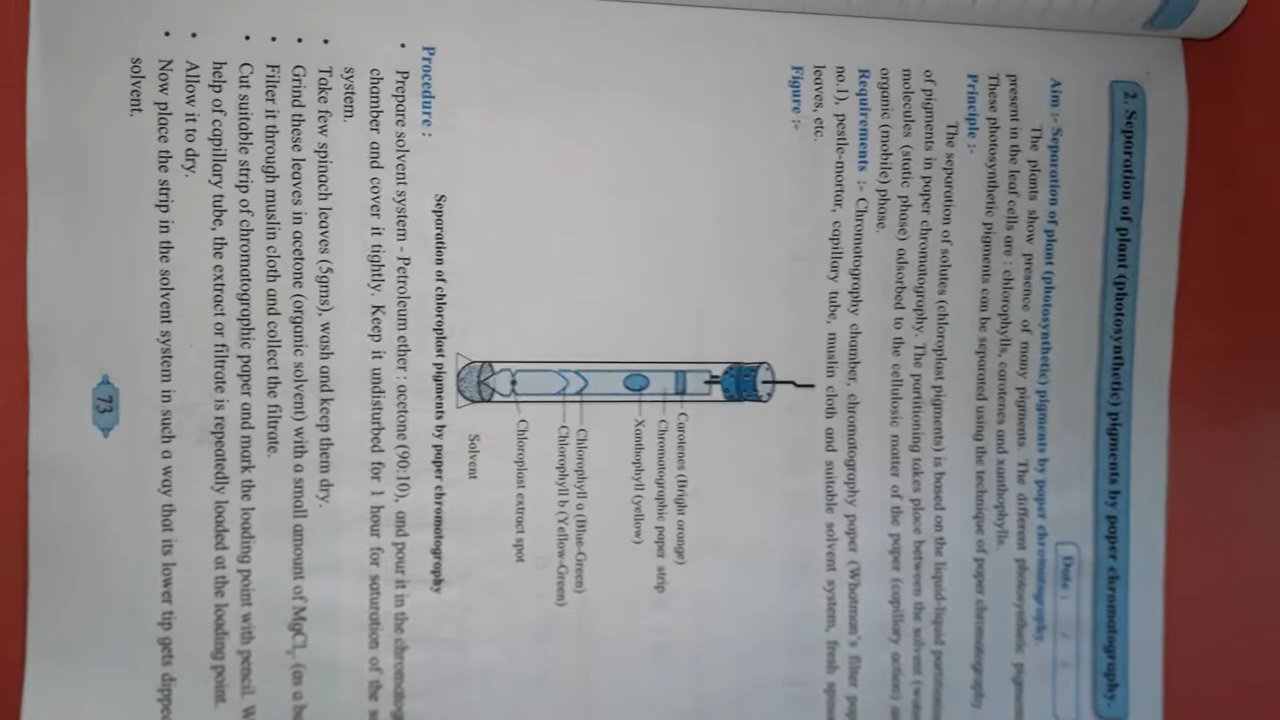 2. Separation of plant (photosynthetic) pigments by paper chromatography.
Date : / /
Aim :- Separation of plant (photosynthetic) pigments by paper chromatography.
The plants show presence of many pigments. The different photosynthetic
present in the leaf cells are : chlorophylls, carotenes and xanthophylls.
These photosynthetic pigments can be separated using the technique of paper chromatography
Principle :-
The separation of solutes (chloroplast pigments) is based on the liquid-liquid
of pigments in paper chromatography. The partitioning takes place between the solvent
molecules (static phase) adsorbed to the cellulosic matter of the paper (capillary action)
organic (mobile) phase.
Requirements :- Chromatography chamber, chromatography paper (Whatman's filter
no.1), pestle-mortar, capillary tube, muslin cloth and suitable solvent system, fresh
leaves, etc.
Figure :-
Carotenes (Bright orange)
Chromatographic paper strip
Xanthophyll (yellow)
Chlorophyll a (Blue-Green)
Chlorophyll b (Yellow-Green)
Chloroplast extract spot
Solvent
Separation of chloroplast pigments by paper chromatography
Procedure :
• Prepare solvent system - Petroleum ether : acetone (90:10), and pour it in the
chamber and cover it tightly. Keep it undisturbed for 1 hour for saturation of the
system.
• Take few spinach leaves (5gms), wash and keep them dry.
• Grind these leaves in acetone (organic solvent) with a small amount of MgCl2 (as a
• Filter it through muslin cloth and collect the filtrate.
• Cut suitable strip of chromatographic paper and mark the loading point with pencil.
help of capillary tube, the extract or filtrate is repeatedly loaded at the loading point.
• Allow it to dry.
• Now place the strip in the solvent system in such a way that its lower tip gets
solvent.
73